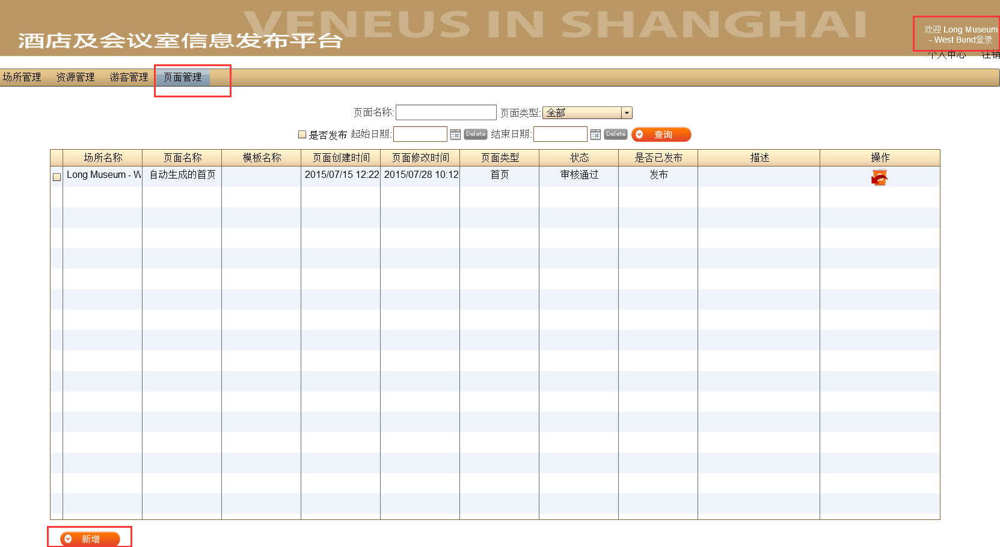 VENEUS IN SHANGHAI
酒店及会议室信息发布平台
欢迎 Long Museum
- West Bund登录
个人中心 注销
场所管理 资源管理 游客管理 页面管理
页面名称: 页面类型: 全部
是否发布 起始日期: Delete 结束日期: Delete 查询
场所名称 页面名称 模板名称 页面创建时间 页面修改时间 页面类型 状态 是否已发布 描述 操作
Long Museum - W 自动生成的首页 2015/07/15 12:22 2015/07/28 10:12 首页 审核通过 发布
新增